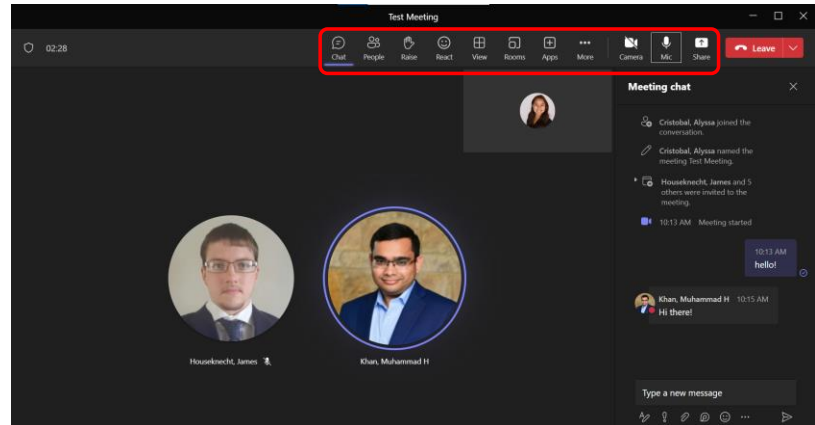 Test Meeting
02:28
Chat People Raise React View Rooms Apps More Camera Mic Share Leave
Meeting chat
Cristobal, Alyssa joined the
conversation.
Cristobal, Alyssa named the
meeting Test Meeting.
Houseknecht, James and 5
others were invited to the
meeting.
10:13 AM Meeting started
10:13 AM
hello!
Khan, Muhammad H 10:15 AM
Hi there!
Houseknecht, James
Khan, Muhammad H
Type a new message